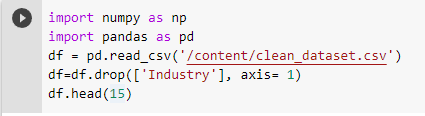 import numpy as np
import pandas as pd
df = pd.read_csv('/content/clean_dataset.csv')
df=df.drop(['Industry'], axis= 1)
df.head(15)